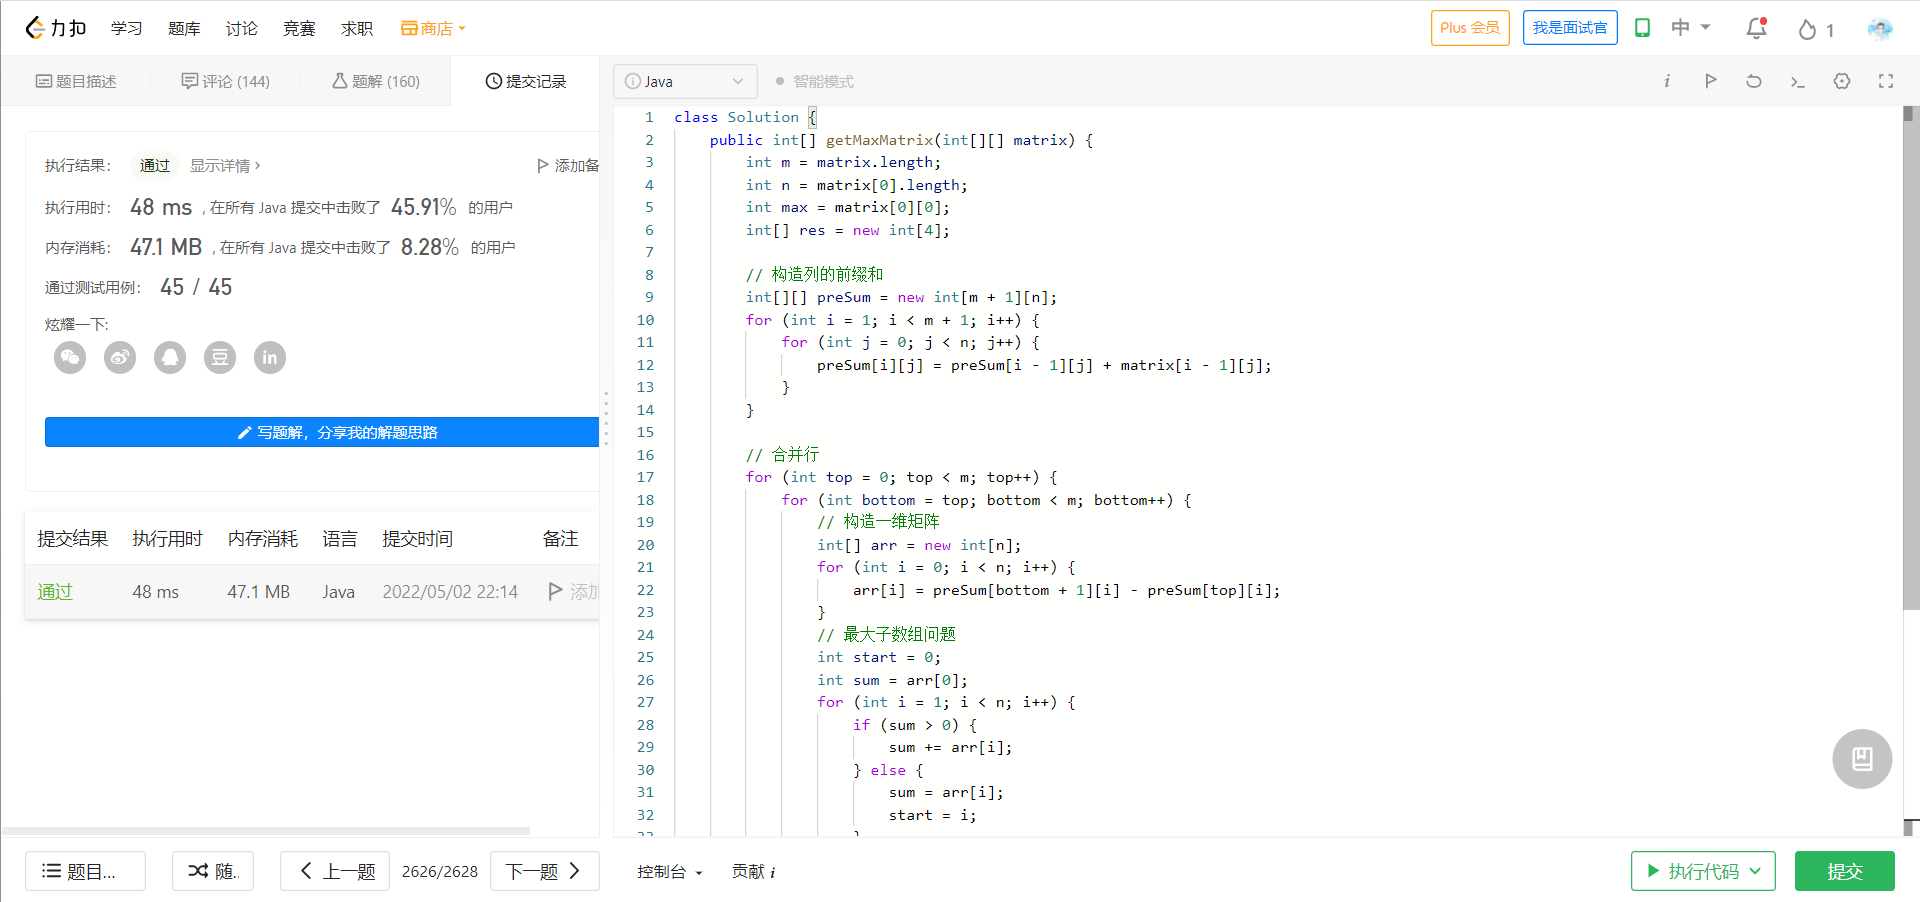 力扣 学习 题库 讨论 竞赛 求职 商店 Plus 会员 我是面试官 中 1
题目描述 评论 (144) 题解 (160) 提交记录
执行结果： 通过 显示详情 › 添加备
执行用时： 48 ms , 在所有 Java 提交中击败了 45.91% 的用户
内存消耗： 47.1 MB , 在所有 Java 提交中击败了 8.28% 的用户
通过测试用例： 45 / 45
炫耀一下:
豆 in
写题解，分享我的解题思路
提交结果 执行用时 内存消耗 语言 提交时间 备注
通过 48 ms 47.1 MB Java 2022/05/02 22:14 添加
题目... 随.. 上一题 2626/2628 下一题
Java 智能模式
1 class Solution {
2 public int[] getMaxMatrix(int[][] matrix) {
3 int m = matrix.length;
4 int n = matrix[0].length;
5 int max = matrix[0][0];
6 int[] res = new int[4];
7
8 // 构造列的前缀和
9 int[][] preSum = new int[m + 1][n];
10 for (int i = 1; i < m + 1; i++) {
11 for (int j = 0; j < n; j++) {
12 preSum[i][j] = preSum[i - 1][j] + matrix[i - 1][j];
13 }
14 }
15
16 // 合并行
17 for (int top = 0; top < m; top++) {
18 for (int bottom = top; bottom < m; bottom++) {
19 // 构造一维矩阵
20 int[] arr = new int[n];
21 for (int i = 0; i < n; i++) {
22 arr[i] = preSum[bottom + 1][i] - preSum[top][i];
23 }
24 // 最大子数组问题
25 int start = 0;
26 int sum = arr[0];
27 for (int i = 1; i < n; i++) {
28 if (sum > 0) {
29 sum += arr[i];
30 } else {
31 sum = arr[i];
32 start = i;
控制台 贡献 i 执行代码 提交